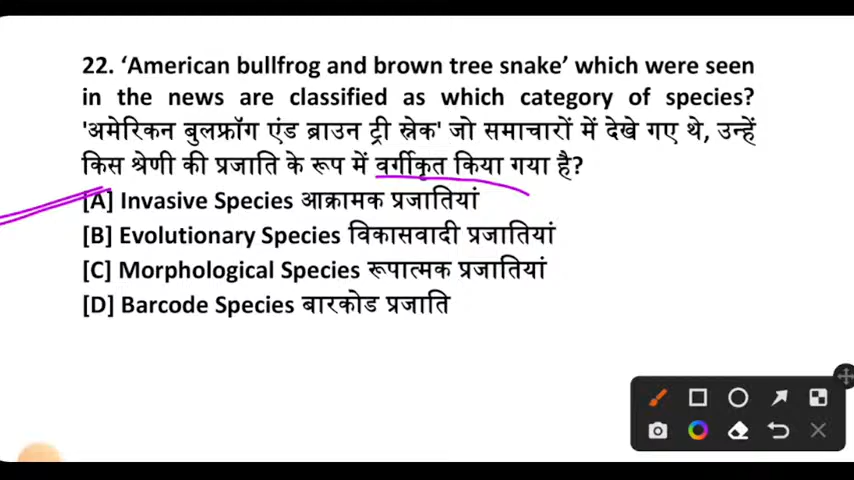 22. ‘American bullfrog and brown tree snake’ which were seen
in the news are classified as which category of species?
'अमेरिकन बुलफ्रॉग एंड ब्राउन ट्री स्नेक' जो समाचारों में देखे गए थे, उन्हें
किस श्रेणी की प्रजाति के रूप में वर्गीकृत किया गया है?
[A] Invasive Species आक्रामक प्रजातियां
[B] Evolutionary Species विकासवादी प्रजातियां
[C] Morphological Species रूपात्मक प्रजातियां
[D] Barcode Species बारकोड प्रजाति